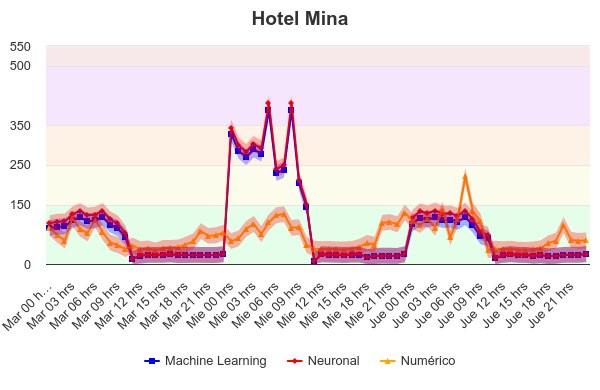 Hotel Mina
550
500
350
250
150
0
Mar 00 h...
Mar 03 hrs
Mar 06 hrs
Mar 09 hrs
Mar 12 hrs
Mar 15 hrs
Mar 18 hrs
Mar 21 hrs
Mie 00 hrs
Mie 03 hrs
Mie 06 hrs
Mie 09 hrs
Mie 12 hrs
Mie 15 hrs
Mie 18 hrs
Mie 21 hrs
Jue 00 hrs
Jue 03 hrs
Jue 06 hrs
Jue 09 hrs
Jue 12 hrs
Jue 15 hrs
Jue 18 hrs
Jue 21 hrs
Machine Learning Neuronal Numérico